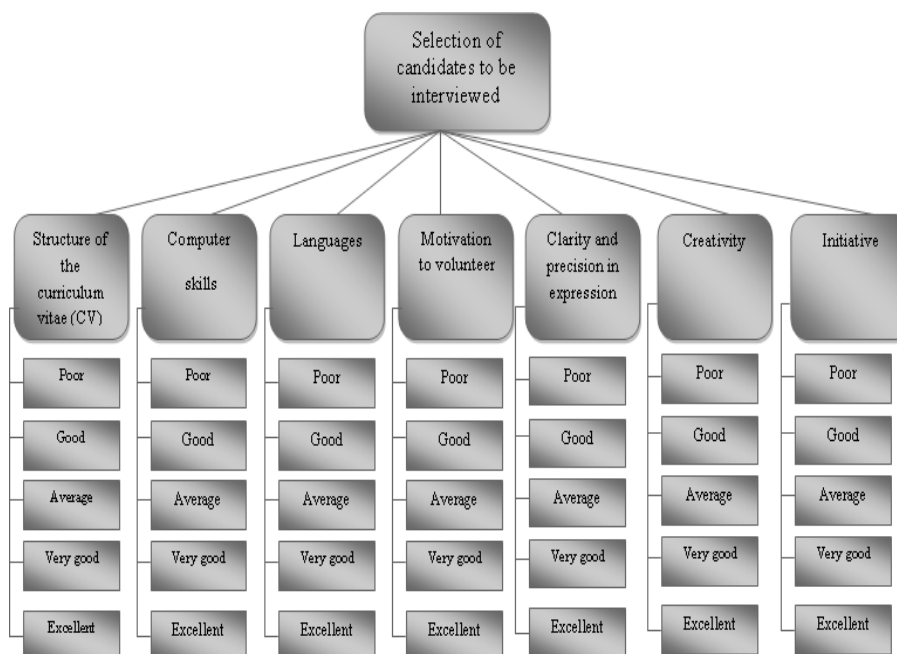 Selection of
candidates to be
interviewed
Structure of
the
curriculum
vitae (CV)
Computer
skills
Languages
Motivation
to volunteer
Clarity and
precision in
expression
Creativity
Initiative
Poor
Poor
Poor
Poor
Poor
Poor
Poor
Good
Good
Good
Good
Good
Good
Good
Average
Average
Average
Average
Average
Average
Average
Very good
Very good
Very good
Very good
Very good
Very good
Very good
Excellent
Excellent
Excellent
Excellent
Excellent
Excellent
Excellent